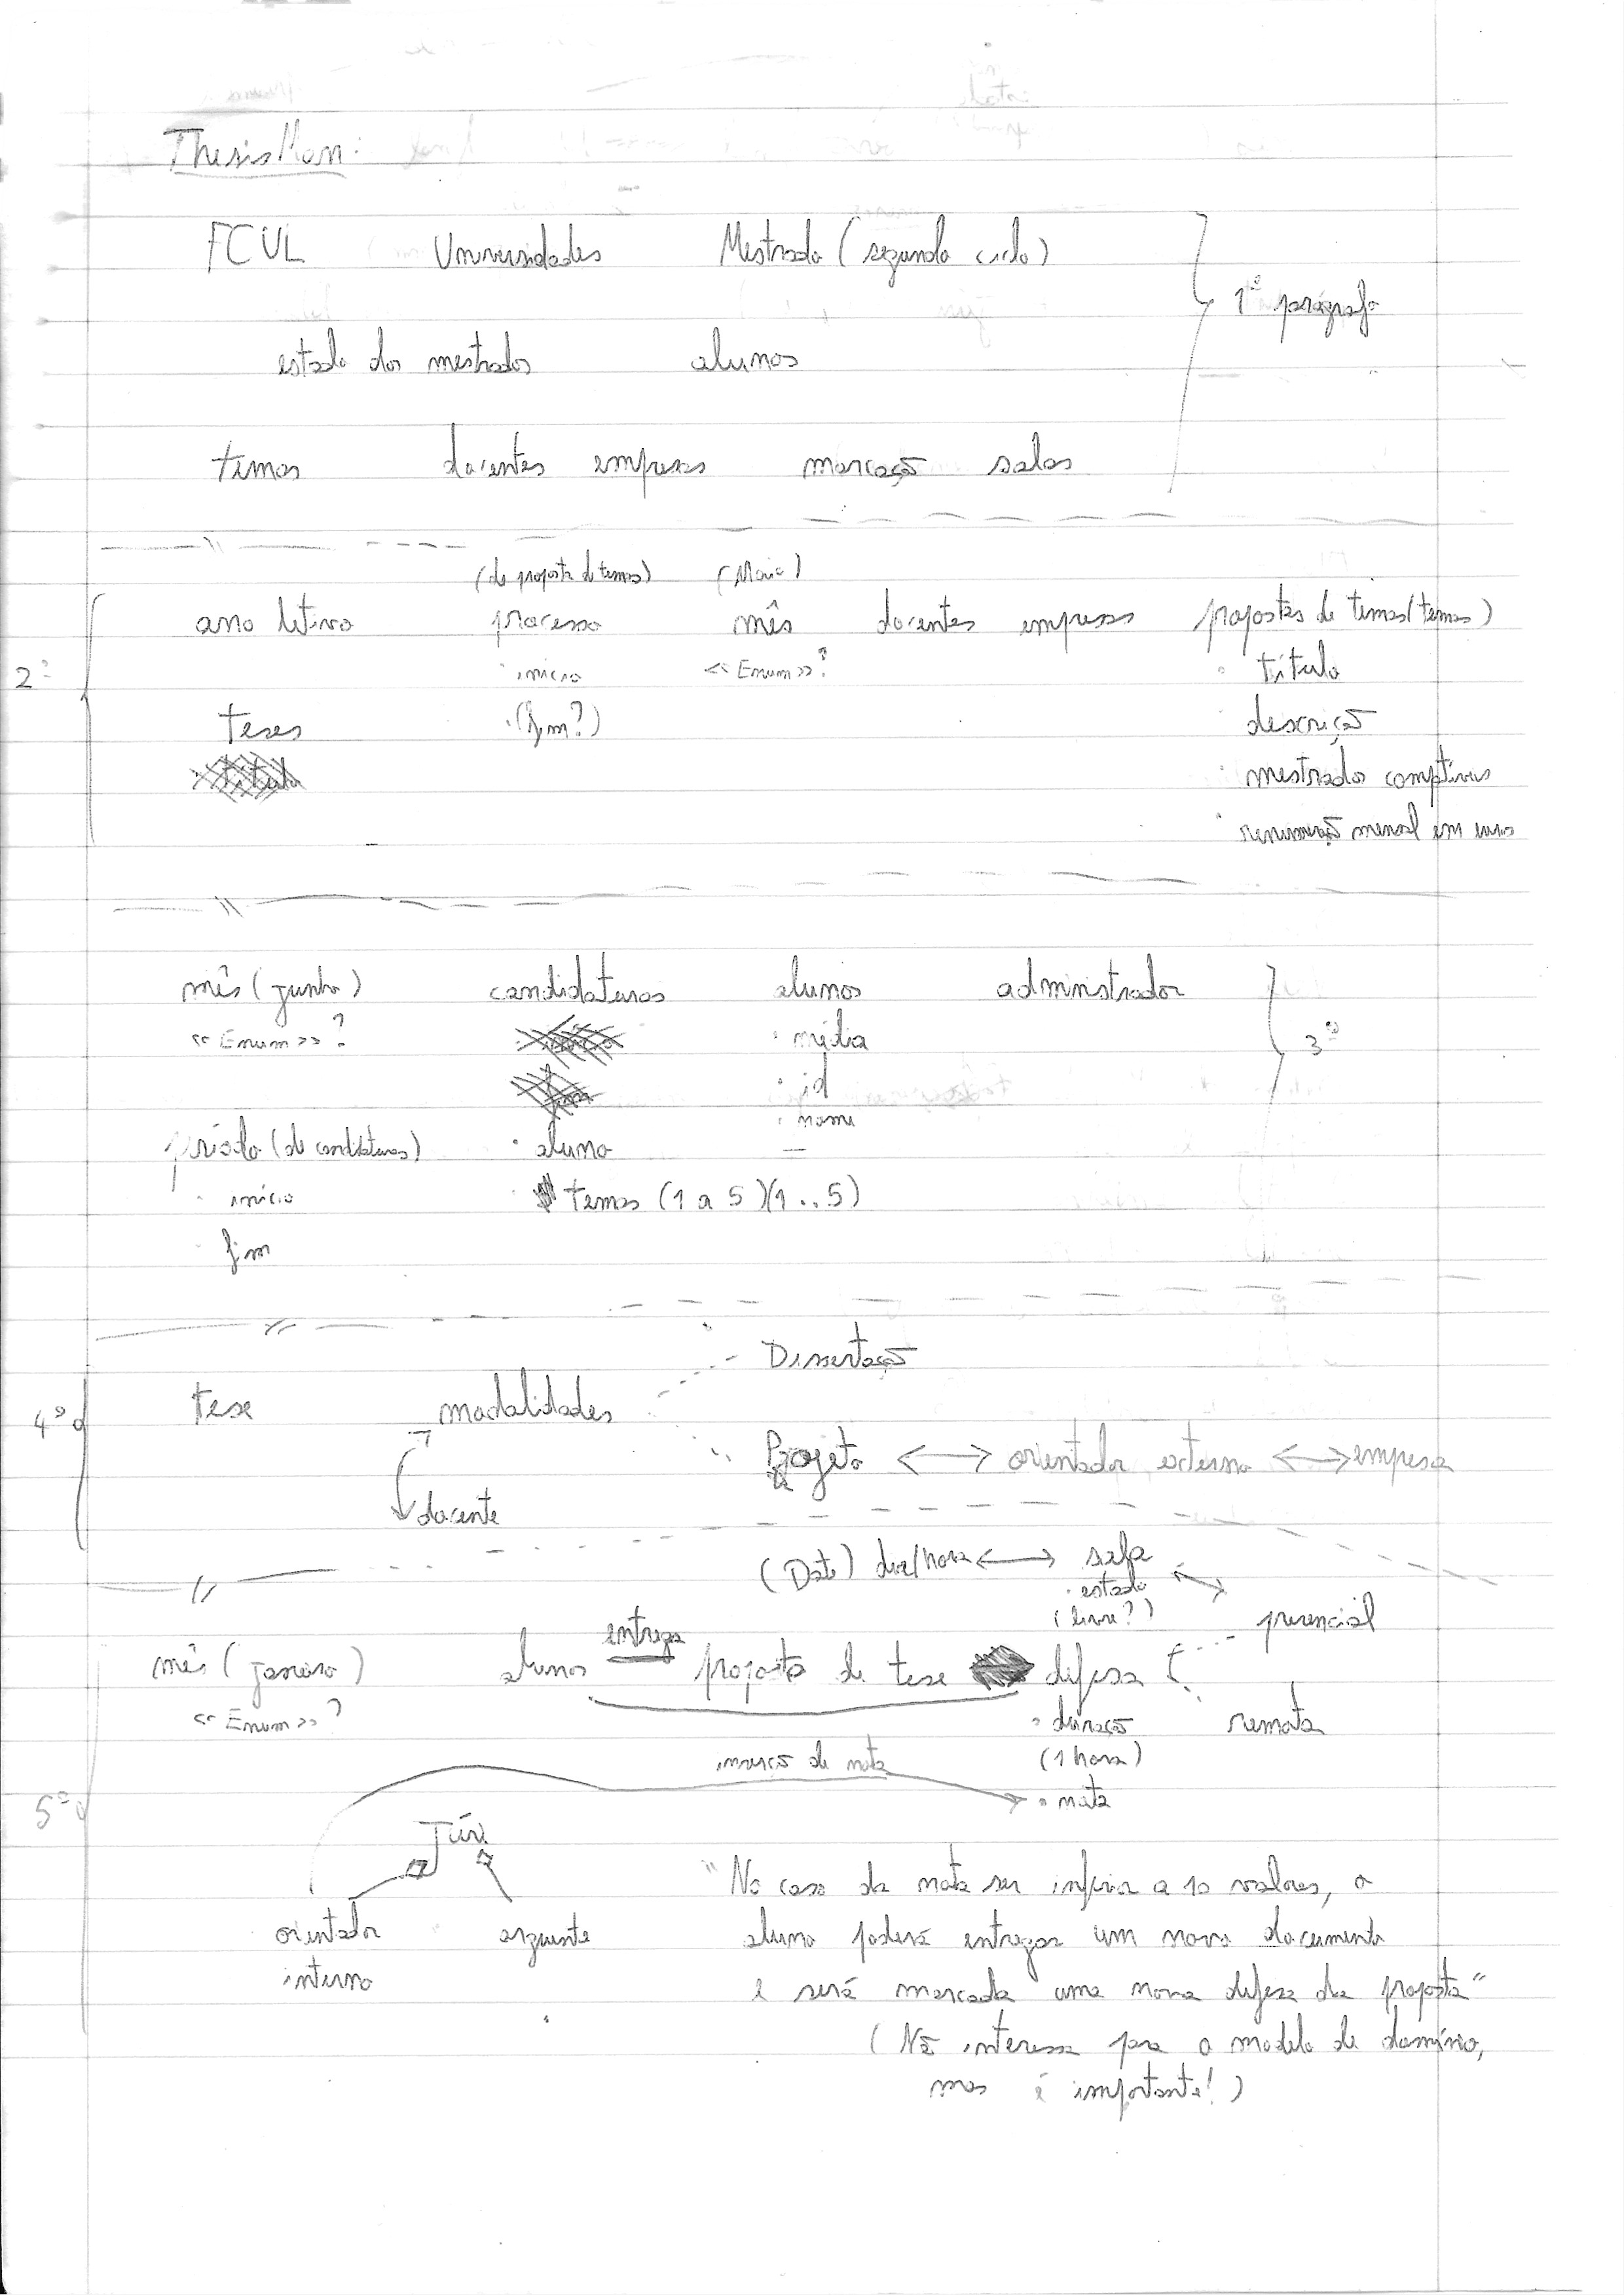 ThesisMan:
FCUL Universidades Mestrado (segundo ciclo)
1º parágrafo
estado dos mestrados alunos
temas docentes empresas marcação salas
(de proposta de temas) (Maio)
ano letivo processo mês docentes empresas propostas de temas (temas)
2º · início <<Enum>>? · título
teses · (fim?) · descrição
· mestrados comptíveis
· remuneração mensal em euros
mês (junho) candidaturas alunos administrador
<<Enum>>? · média 3º
· id
· nome
período (de candidaturas) · aluno —
· início temas (1 a 5)(1..5)
· fim
Dissertação
4º tese modalidades
Projeto <-> orientador externo <-> empresa
docente
(Date) dia/hora <-> sala
· estado
(livre?) presencial
entrega
mês (janeiro) alunos proposta de tese defesa
<<Enum>>? · duração remota
inserção de nota (1 hora)
5º · nota
Júri
"No caso da nota ser inferior a 10 valores, o
orientador arguente aluno poderá entregar um novo documento
interno e será marcada uma nova defesa da proposta"
(Não interessa para o modelo de domínio,
mas é importante!)